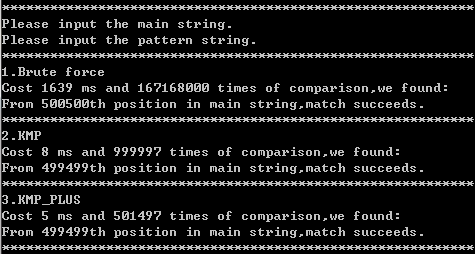 ************************************************************
Please input the main string.
Please input the pattern string.
************************************************************
1.Brute force
Cost 1639 ms and 167168000 times of comparison,we found:
From 500500th position in main string,match succeeds.
************************************************************
2.KMP
Cost 8 ms and 999997 times of comparison,we found:
From 499499th position in main string,match succeeds.
************************************************************
3.KMP_PLUS
Cost 5 ms and 501497 times of comparison,we found:
From 499499th position in main string,match succeeds.
************************************************************